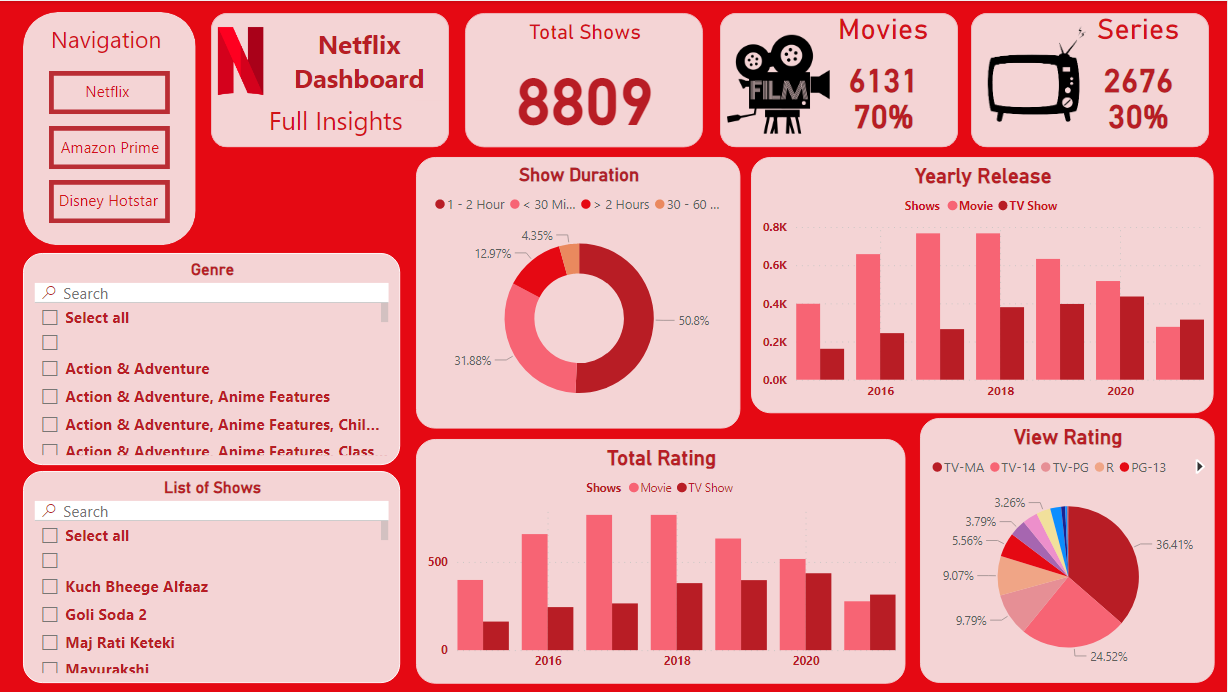 Navigation
Netflix
Amazon Prime
Disney Hotstar
Netflix
Dashboard
Full Insights
Total Shows
8809
FILM
Movies
6131
70%
Series
2676
30%
Genre
Search
Select all
Action & Adventure
Action & Adventure, Anime Features
Action & Adventure, Anime Features, Chil...
Action & Adventure, Anime Features, Class...
List of Shows
Search
Select all
Kuch Bheege Alfaaz
Goli Soda 2
Maj Rati Keteki
Mayurakshi
Show Duration
1 - 2 Hour < 30 Mi... > 2 Hours 30 - 60 ...
4.35%
12.97%
50.8%
31.88%
Yearly Release
Shows Movie TV Show
0.8K
0.6K
0.4K
0.2K
0.0K
2016 2018 2020
Total Rating
Shows Movie TV Show
500
0
2016 2018 2020
View Rating
TV-MA TV-14 TV-PG R PG-13
3.26%
3.79%
5.56%
9.07%
9.79%
36.41%
24.52%